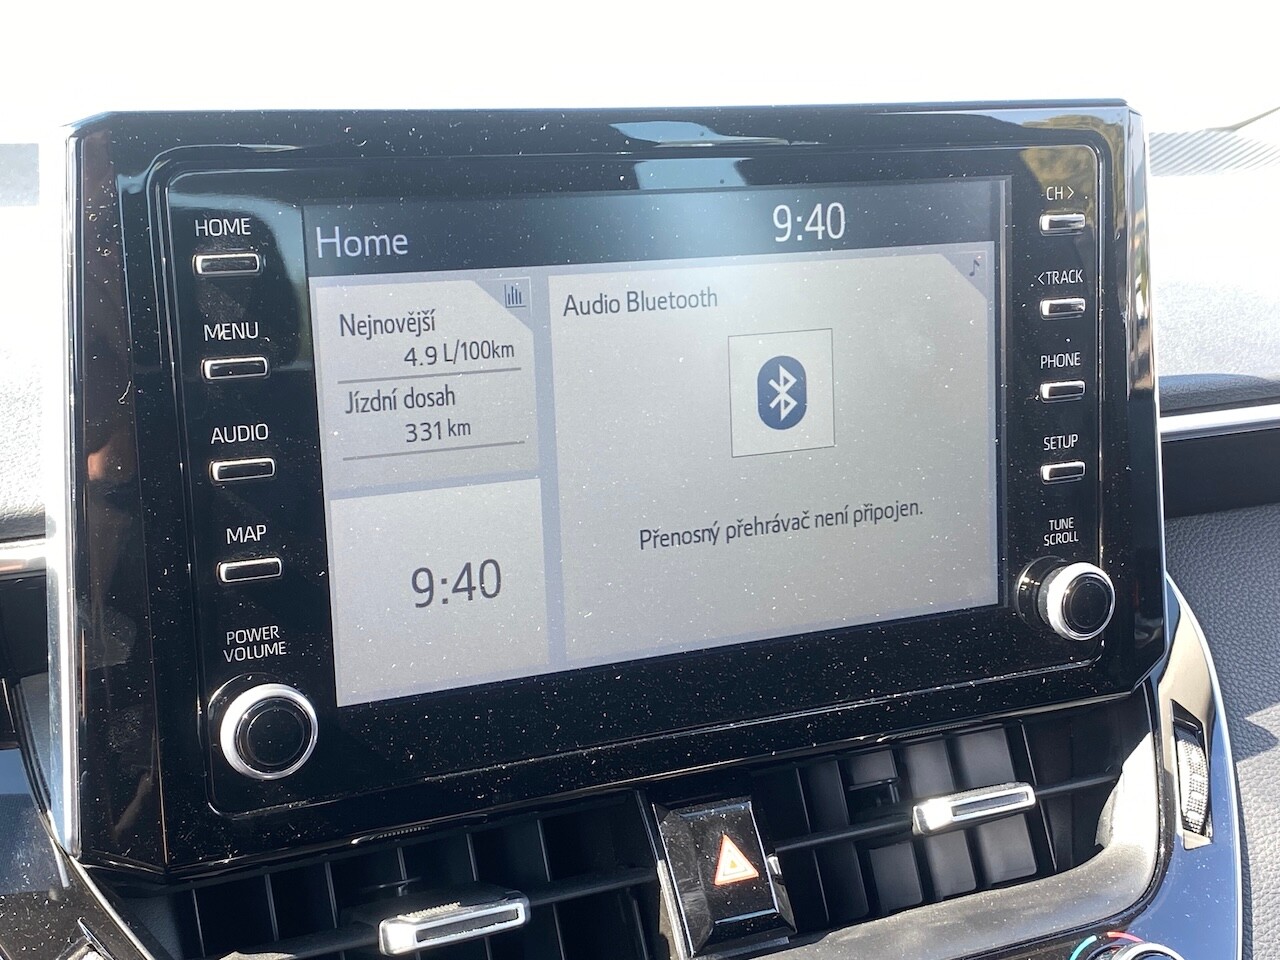 HOME
MENU
AUDIO
MAP
POWER
VOLUME
Home
9:40
Nejnovější
4.9 L/100km
Jízdní dosah
331 km
9:40
Audio Bluetooth
Přenosný přehrávač není připojen.
CH >
< TRACK
PHONE
SETUP
TUNE
SCROLL